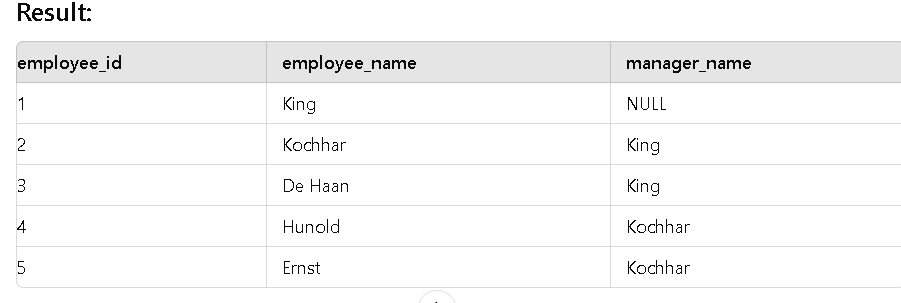 Result:
employee_id employee_name manager_name
1 King NULL
2 Kochhar King
3 De Haan King
4 Hunold Kochhar
5 Ernst Kochhar